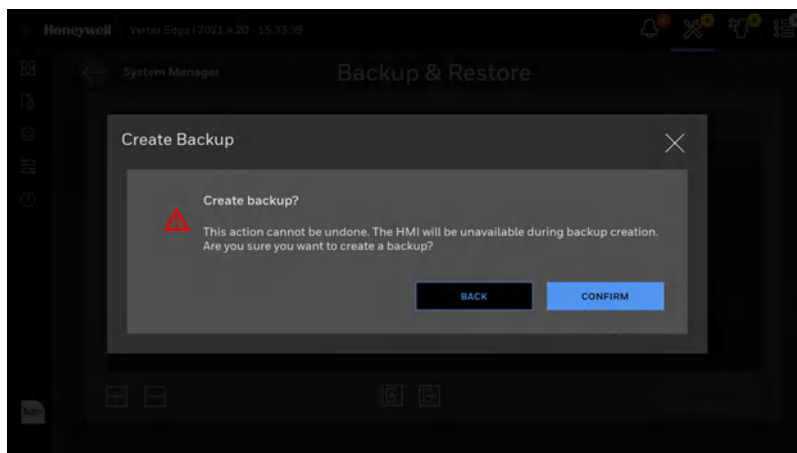 Honeywell Vertex Edge | 2021.4.20 - 15:33:39
System Manager
Backup & Restore
Create Backup
Create backup?
This action cannot be undone. The HMI will be unavailable during backup creation.
Are you sure you want to create a backup?
BACK
CONFIRM
Adm